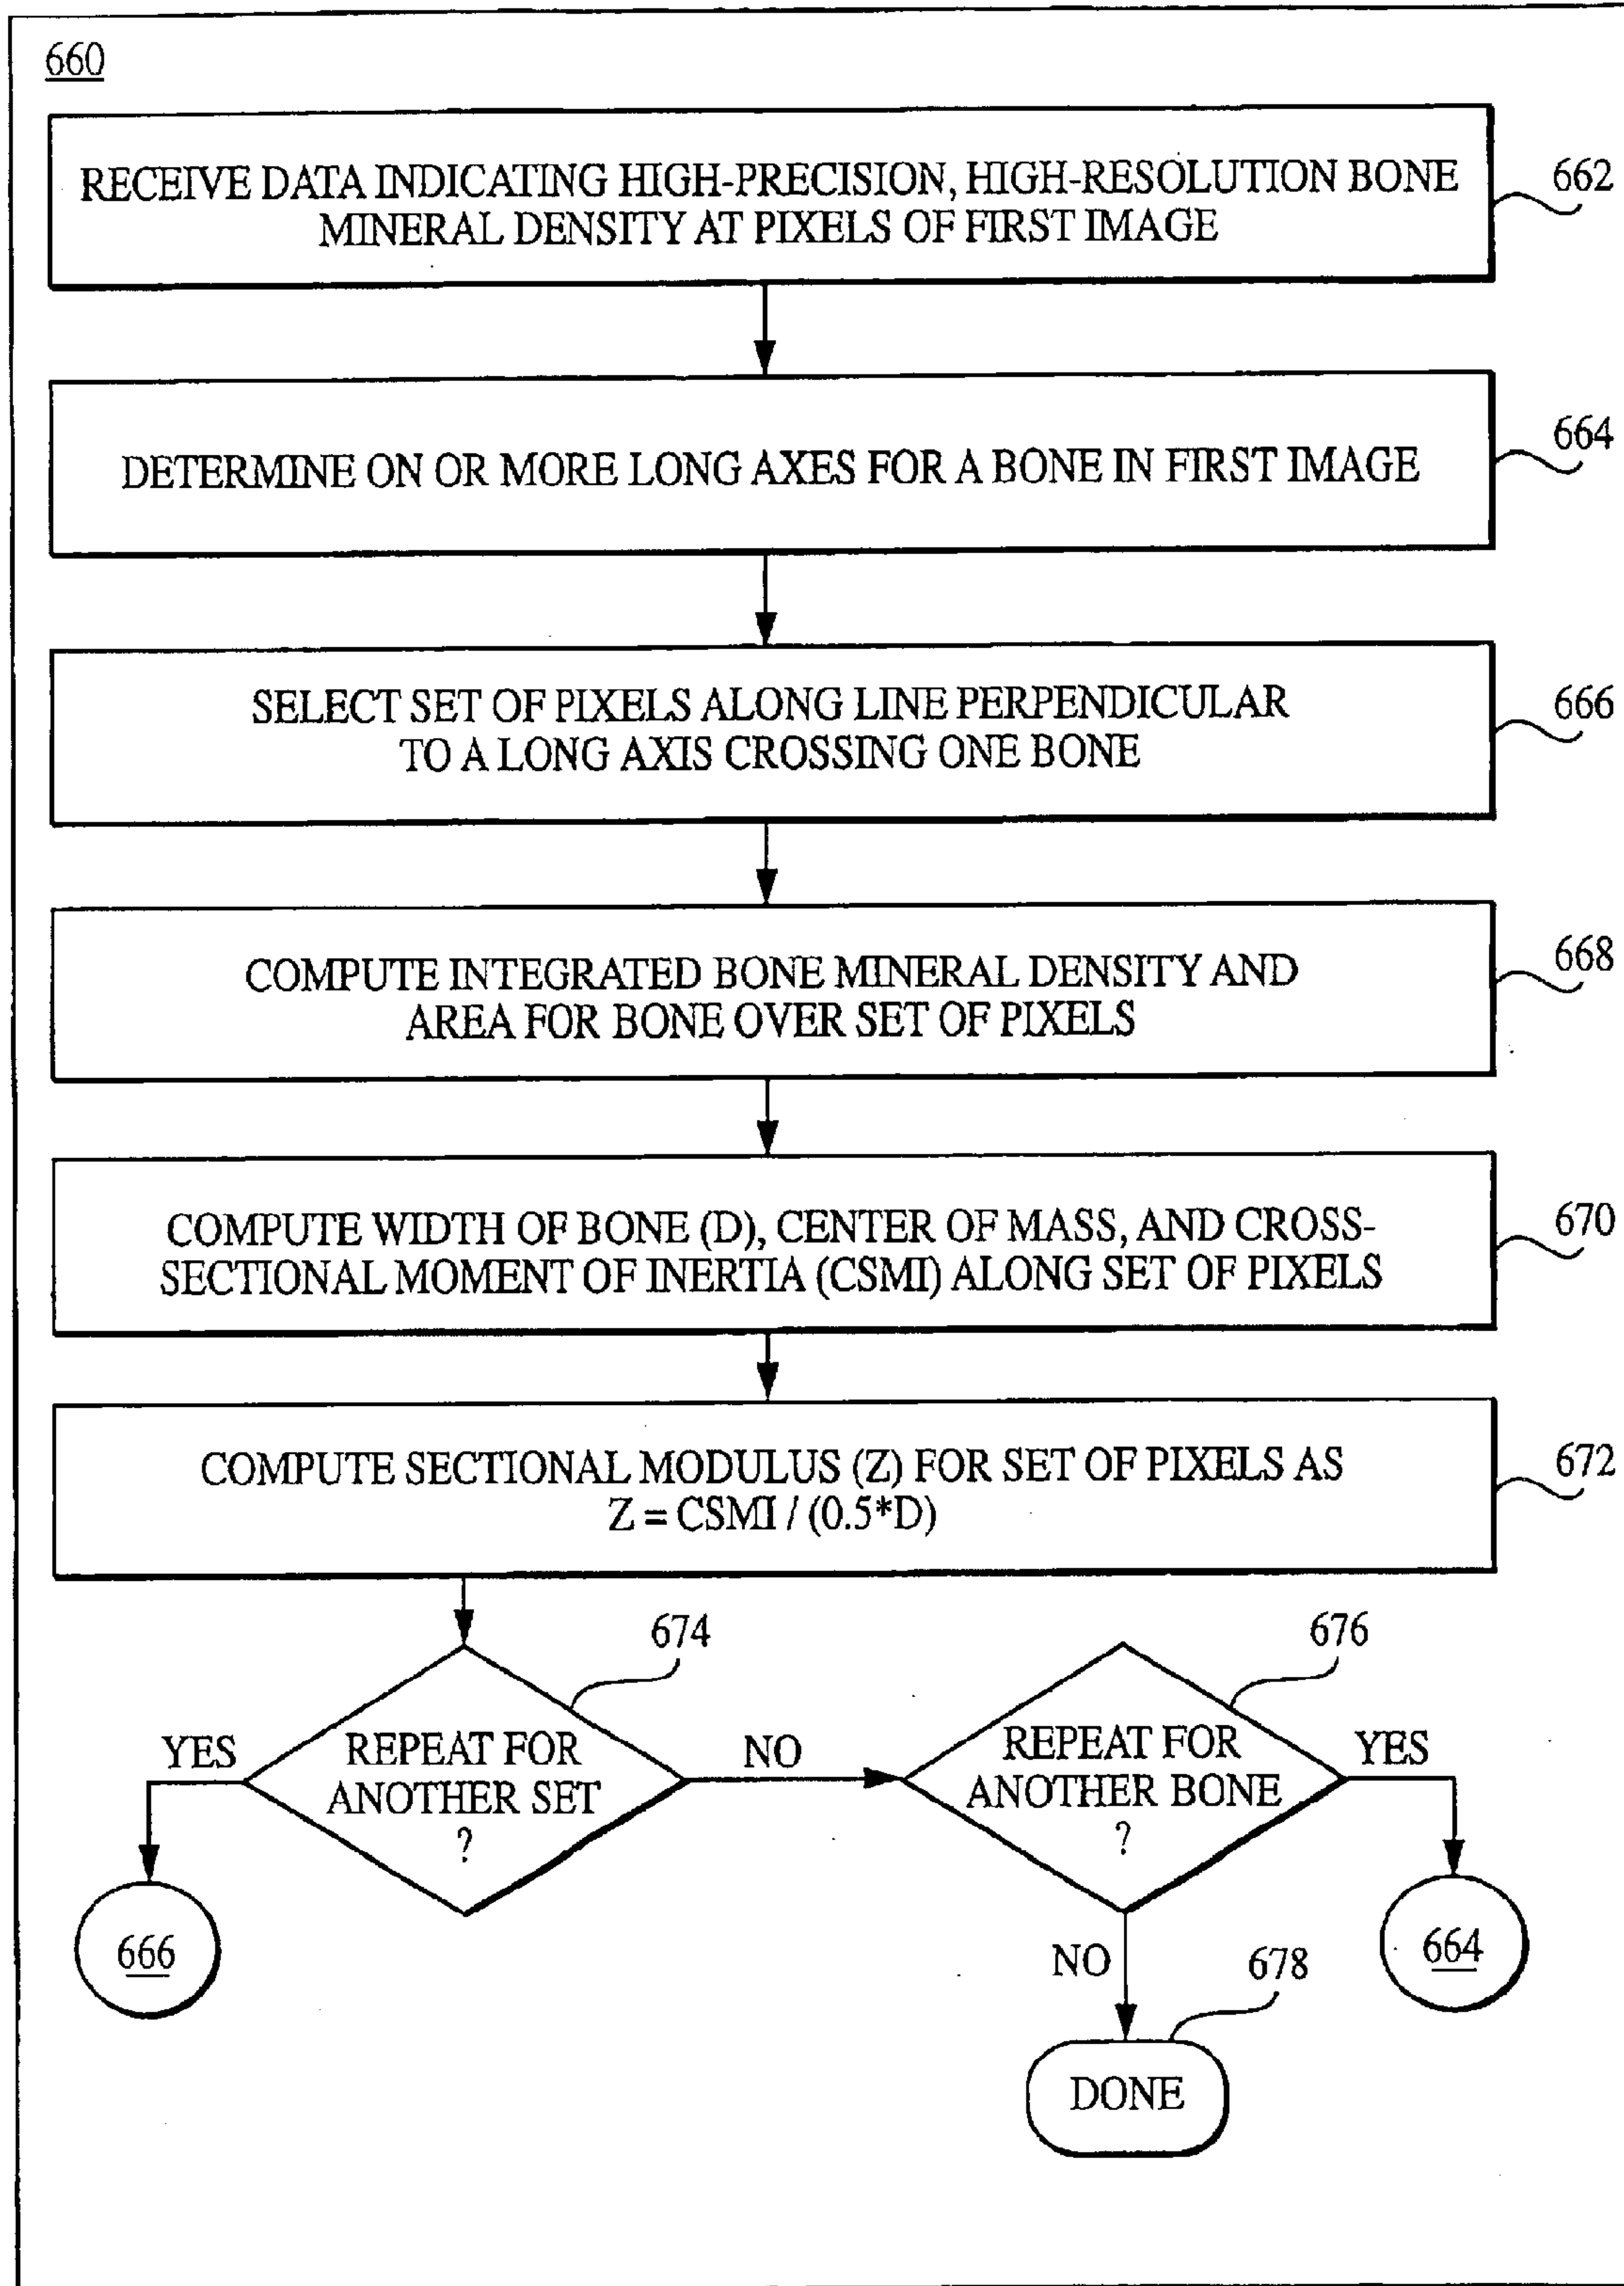 660
RECEIVE DATA INDICATING HIGH-PRECISION, HIGH-RESOLUTION BONE
MINERAL DENSITY AT PIXELS OF FIRST IMAGE
662
DETERMINE ON OR MORE LONG AXES FOR A BONE IN FIRST IMAGE
664
SELECT SET OF PIXELS ALONG LINE PERPENDICULAR
TO A LONG AXIS CROSSING ONE BONE
666
COMPUTE INTEGRATED BONE MINERAL DENSITY AND
AREA FOR BONE OVER SET OF PIXELS
668
COMPUTE WIDTH OF BONE (D), CENTER OF MASS, AND CROSS-
SECTIONAL MOMENT OF INERTIA (CSMI) ALONG SET OF PIXELS
670
COMPUTE SECTIONAL MODULUS (Z) FOR SET OF PIXELS AS
Z = CSMI / (0.5*D)
672
674
REPEAT FOR
ANOTHER SET
?
YES
666
NO
676
REPEAT FOR
ANOTHER BONE
?
YES
664
NO
678
DONE